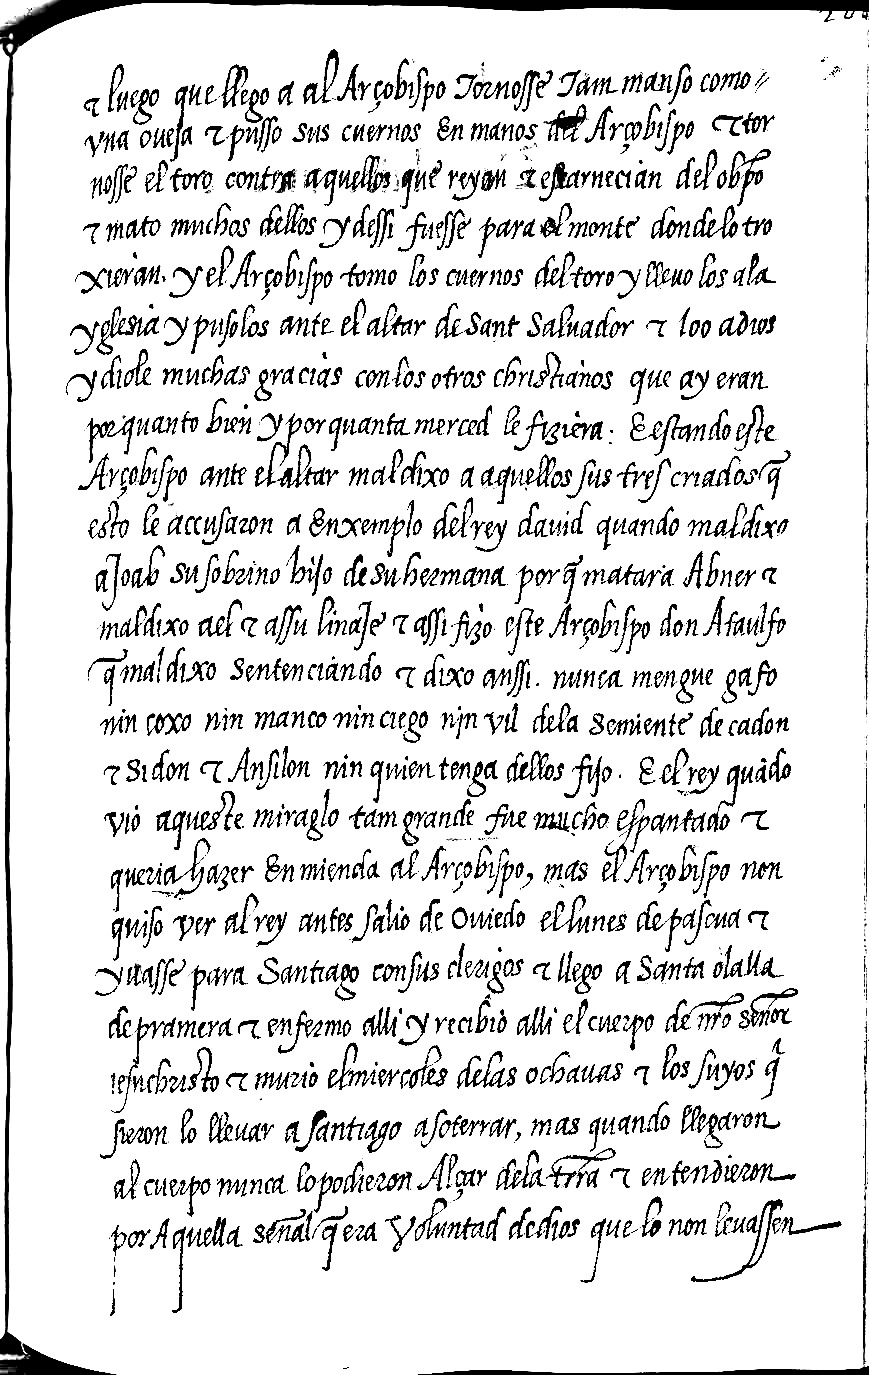 ⁊ luego que llego a al Arçobispo Tornosse Tam manso como
vna oueja ⁊ pusso sus cuernos En manos del Arçobispo ⁊ tor
nosse el toro contra aquellos que reyan ⁊ escarnecian del obp̃o
⁊ mato muchos dellos y dessi fuesse para el monte donde lo tro
xieran. y el Arçobispo tomo los cuernos del toro y lleuo los ala
yglesia y pusolos ante el altar de Sant Saluador ⁊ loo a dios
y diole muchas gracias con los otros christianos que ay eran
por quanto bien y por quanta merced le fiziera: E estando este
Arçobispo ante el altar maldixo a aquellos sus tres criados q̃
esto le accusaron a Enxemplo del rey dauid quando maldixo
a Joab su sobrino hijo de su hermana por q̃ matara Abner ⁊
maldixo a el ⁊ assu linaje ⁊ assi fizo este Arçobispo don Ataulfo
q̃ maldixo Sentenciando ⁊ dixo anssi. nunca mengue gafo
nin coxo nin manco nin ciego nin vil dela Semiente de cadon
⁊ Sidon ⁊ Ansilon nin quien tenga dellos fijo. E el rey quãdo
vio aqueste miraglo tam grande fue mucho espantado ⁊
queria hazer Enmienda al Arçobispo, mas el Arçobispo non
quiso ver al rey antes salio de Ouiedo el lunes de pascua ⁊
yuasse para Santiago con sus clerigos ⁊ llego a Santa olalla
de pramera ⁊ enfermo alli y recibio alli el cuerpo de nr̃o señor
iesuchristo ⁊ murio el miercoles delas ochauas ⁊ los suyos q̃
sieron lo lleuar a Santiago a soterrar, mas quando llegaron
al cuerpo nunca lo podieron Alçar dela trr̃a ⁊ entendieron
por Aquella señal q̃ era Voluntad de dios que lo non leuassen